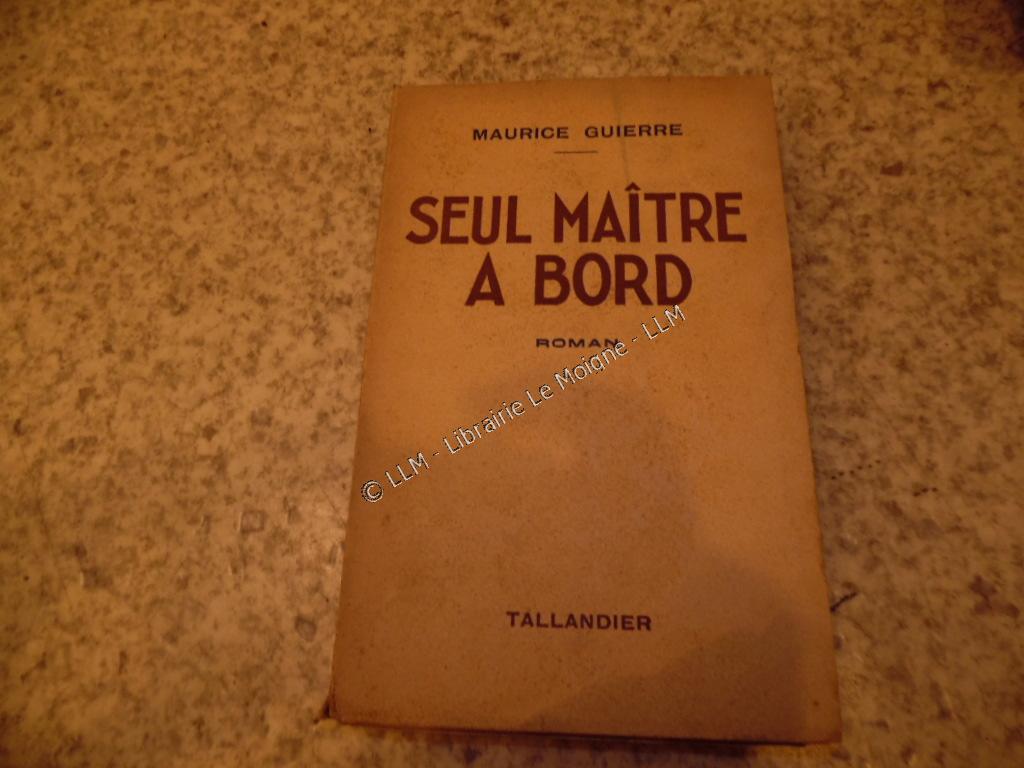 MAURICE GUIERRE
SEUL MAÎTRE
A BORD
ROMAN
© LLM - Librairie Le Moigne - LLM
TALLANDIER